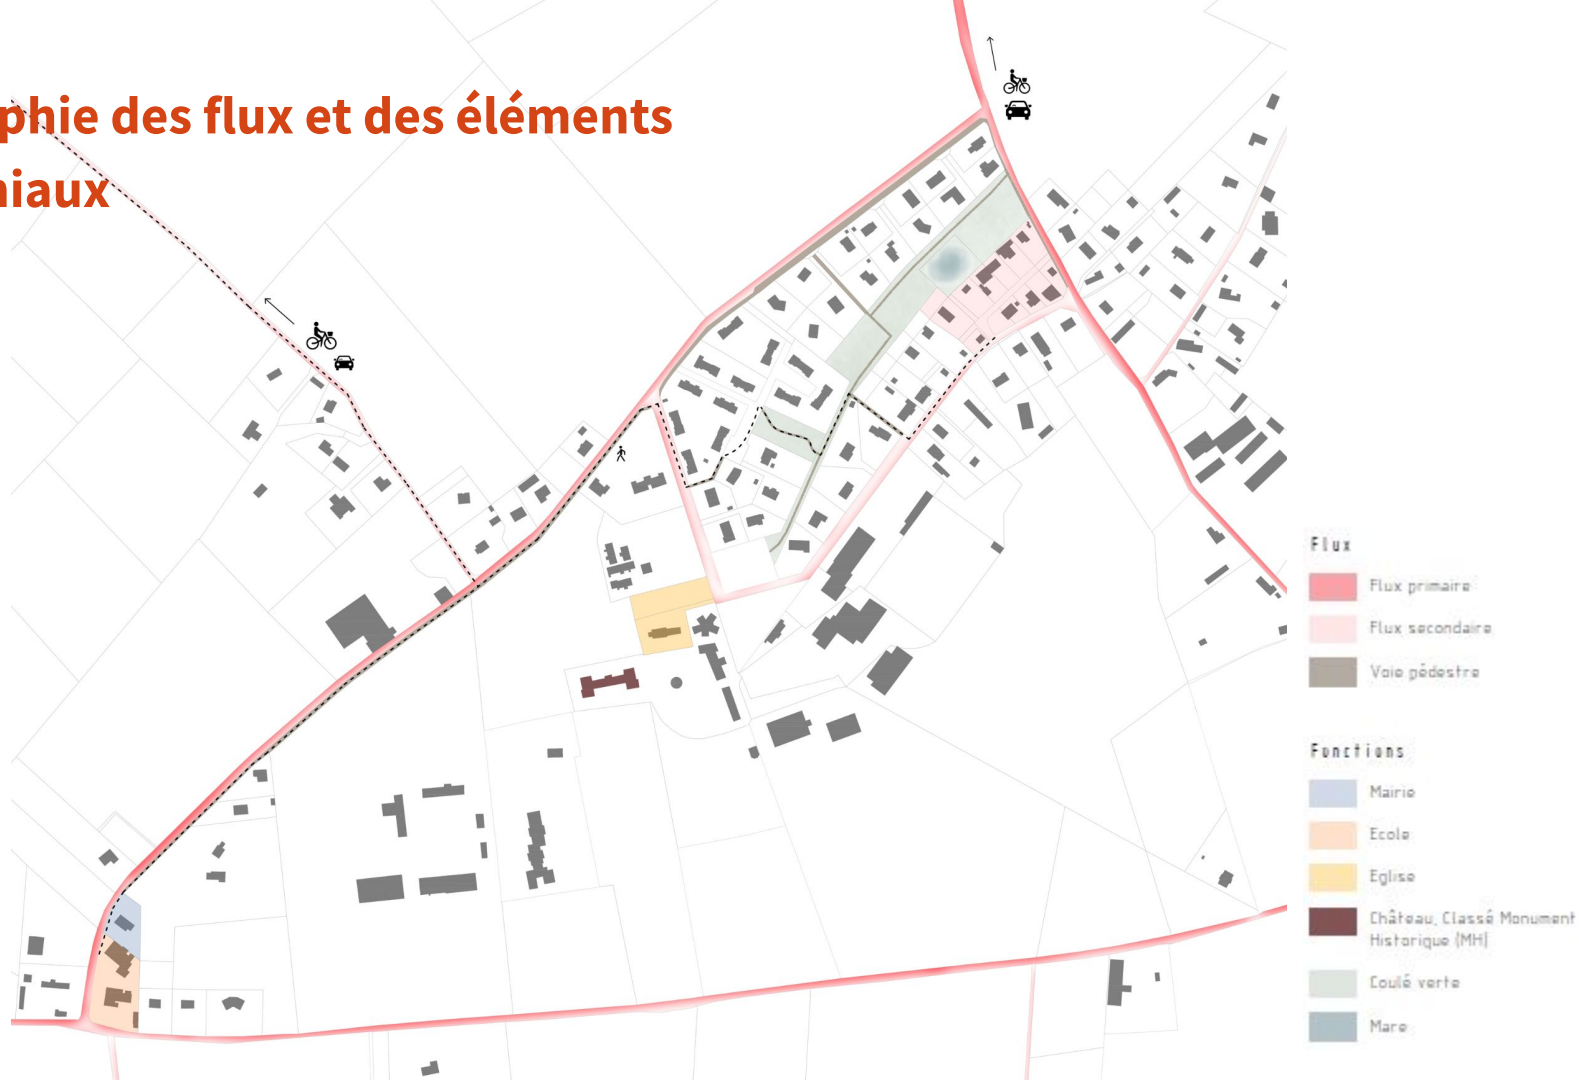 phie des flux et des éléments
niaux
Flux
Flux primaire
Flux secondaire
Voie pédestre
Fonctions
Mairie
Ecole
Eglise
Château, Classé Monument
Historique (MH)
Coulé verte
Mare